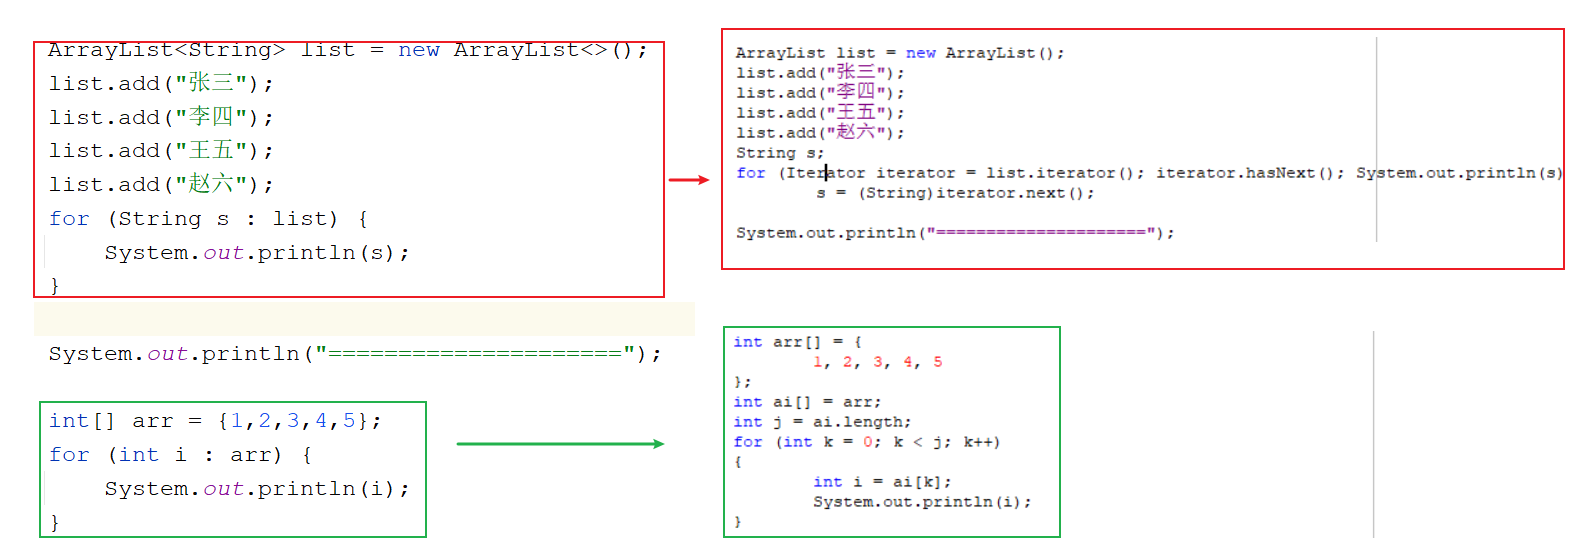 ArrayList<String> list = new ArrayList<>();
list.add("张三");
list.add("李四");
list.add("王五");
list.add("赵六");
for (String s : list) {
    System.out.println(s);
}
System.out.println("=====================");
int[] arr = {1,2,3,4,5};
for (int i : arr) {
    System.out.println(i);
}
ArrayList list = new ArrayList();
list.add("张三");
list.add("李四");
list.add("王五");
list.add("赵六");
String s;
for (Iterator iterator = list.iterator(); iterator.hasNext(); System.out.println(s)
        s = (String)iterator.next();
System.out.println("=====================");
int arr[] = {
        1, 2, 3, 4, 5
};
int ai[] = arr;
int j = ai.length;
for (int k = 0; k < j; k++)
{
        int i = ai[k];
        System.out.println(i);
}